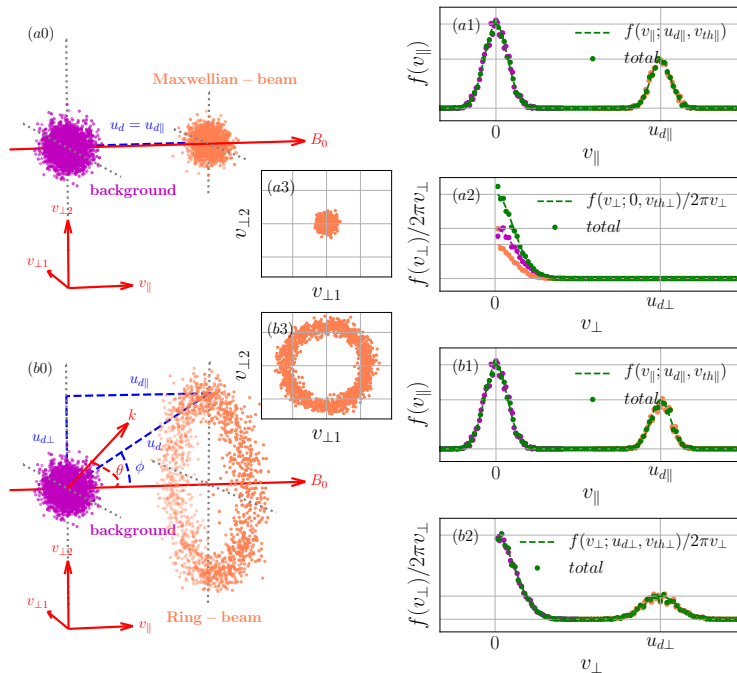 (a0)
Maxwellian – beam
u_d = u_{d∥}
B_0
background
v_{⊥2}
v_{⊥1}
v_∥
(a3)
v_{⊥2}
v_{⊥1}
(a1)
f(v_∥; u_{d∥}, v_{th∥})
total
f(v_∥)
0
u_{d∥}
v_∥
(a2)
f(v_⊥; 0, v_{th⊥})/2πv_⊥
total
f(v_⊥)/2πv_⊥
0
u_{d⊥}
v_⊥
(b0)
u_{d∥}
k
u_{d⊥}
u_d
θ
ϕ
B_0
background
v_{⊥2}
v_{⊥1}
v_∥
Ring – beam
(b3)
v_{⊥2}
v_{⊥1}
(b1)
f(v_∥; u_{d∥}, v_{th∥})
total
f(v_∥)
0
u_{d∥}
v_∥
(b2)
f(v_⊥; u_{d⊥}, v_{th⊥})/2πv_⊥
total
f(v_⊥)/2πv_⊥
0
u_{d⊥}
v_⊥